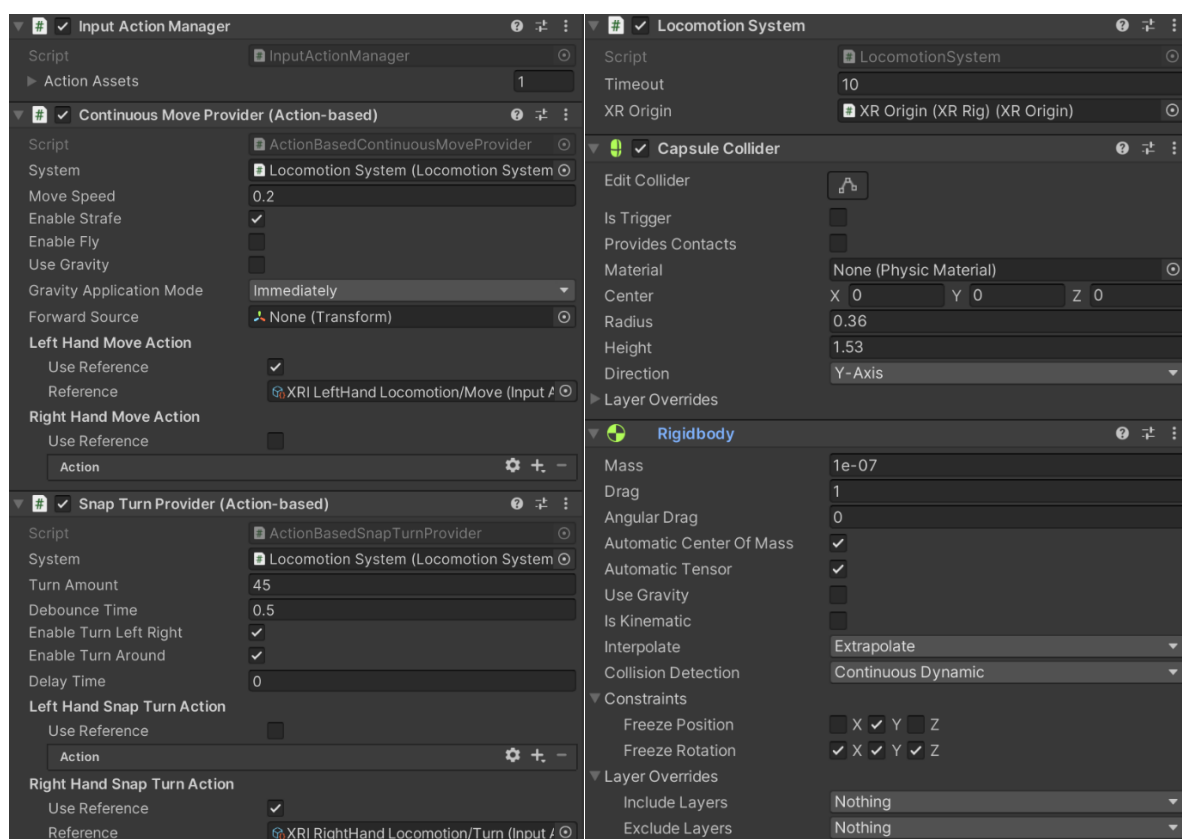 Input Action Manager
Script InputActionManager
Action Assets 1
Continuous Move Provider (Action-based)
Script ActionBasedContinuousMoveProvider
System Locomotion System (Locomotion System
Move Speed 0.2
Enable Strafe
Enable Fly
Use Gravity
Gravity Application Mode Immediately
Forward Source None (Transform)
Left Hand Move Action
Use Reference
Reference XRI LeftHand Locomotion/Move (Input A
Right Hand Move Action
Use Reference
Action
Snap Turn Provider (Action-based)
Script ActionBasedSnapTurnProvider
System Locomotion System (Locomotion System
Turn Amount 45
Debounce Time 0.5
Enable Turn Left Right
Enable Turn Around
Delay Time 0
Left Hand Snap Turn Action
Use Reference
Action
Right Hand Snap Turn Action
Use Reference
Reference XRI RightHand Locomotion/Turn (Input A
Locomotion System
Script LocomotionSystem
Timeout 10
XR Origin XR Origin (XR Rig) (XR Origin)
Capsule Collider
Edit Collider
Is Trigger
Provides Contacts
Material None (Physic Material)
Center X 0 Y 0 Z 0
Radius 0.36
Height 1.53
Direction Y-Axis
Layer Overrides
Rigidbody
Mass 1e-07
Drag 1
Angular Drag 0
Automatic Center Of Mass
Automatic Tensor
Use Gravity
Is Kinematic
Interpolate Extrapolate
Collision Detection Continuous Dynamic
Constraints
Freeze Position X Y Z
Freeze Rotation X Y Z
Layer Overrides
Include Layers Nothing
Exclude Layers Nothing